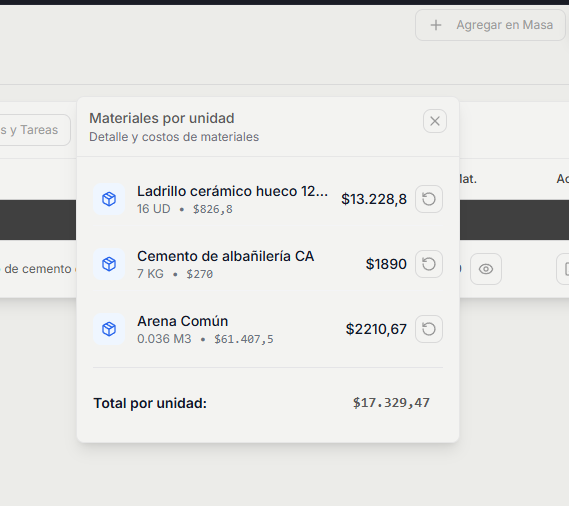 Agregar en Masa
s y Tareas
Materiales por unidad
Detalle y costos de materiales
Mat.
Ladrillo cerámico hueco 12...
$13.228,8
16 UD • $826,8
de cemento
Cemento de albañilería CA
$1890
7 KG • $270
Arena Común
$2210,67
0.036 M3 • $61.407,5
Total por unidad:
$17.329,47